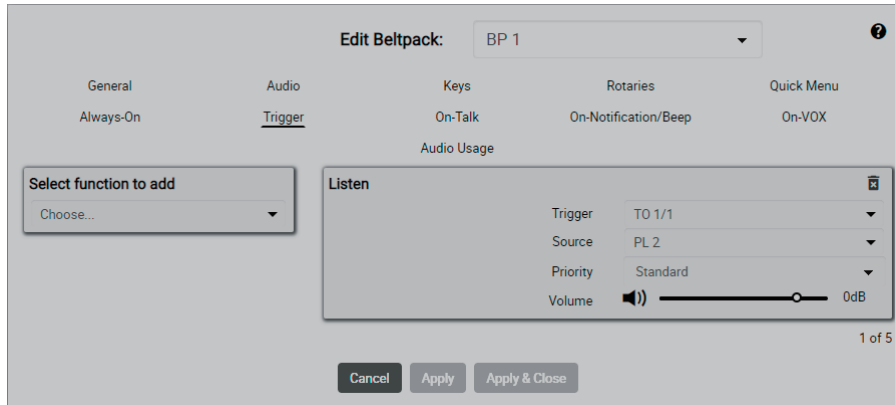 Edit Beltpack: BP 1
General Audio Keys Rotaries Quick Menu
Always-On Trigger On-Talk On-Notification/Beep On-VOX
Audio Usage
Select function to add
Choose...
Listen
Trigger TO 1/1
Source PL 2
Priority Standard
Volume 0dB
1 of 5
Cancel Apply Apply & Close